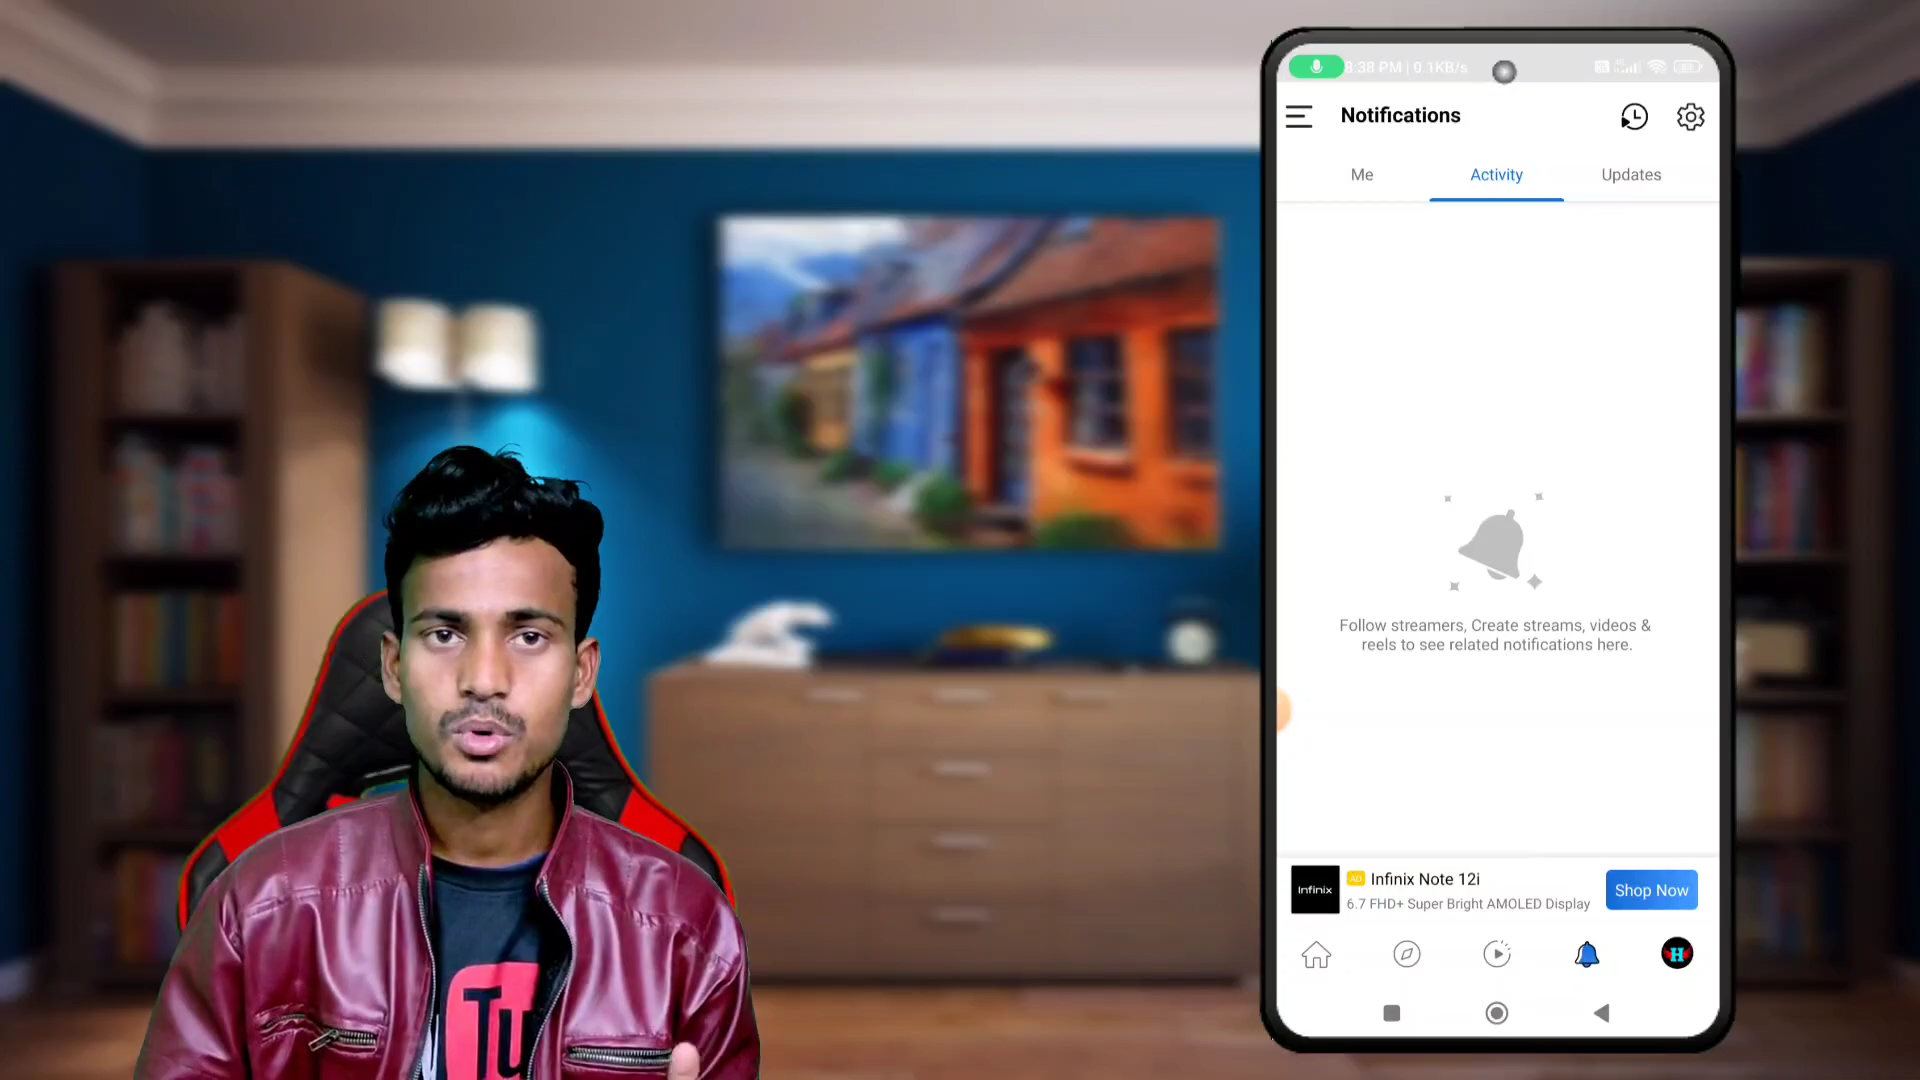 8:38 PM | 0.1KB/s
Notifications
Me
Activity
Updates
Follow streamers, Create streams, videos &
reels to see related notifications here.
Infinix
AD Infinix Note 12i
6.7 FHD+ Super Bright AMOLED Display
Shop Now
H
Tu